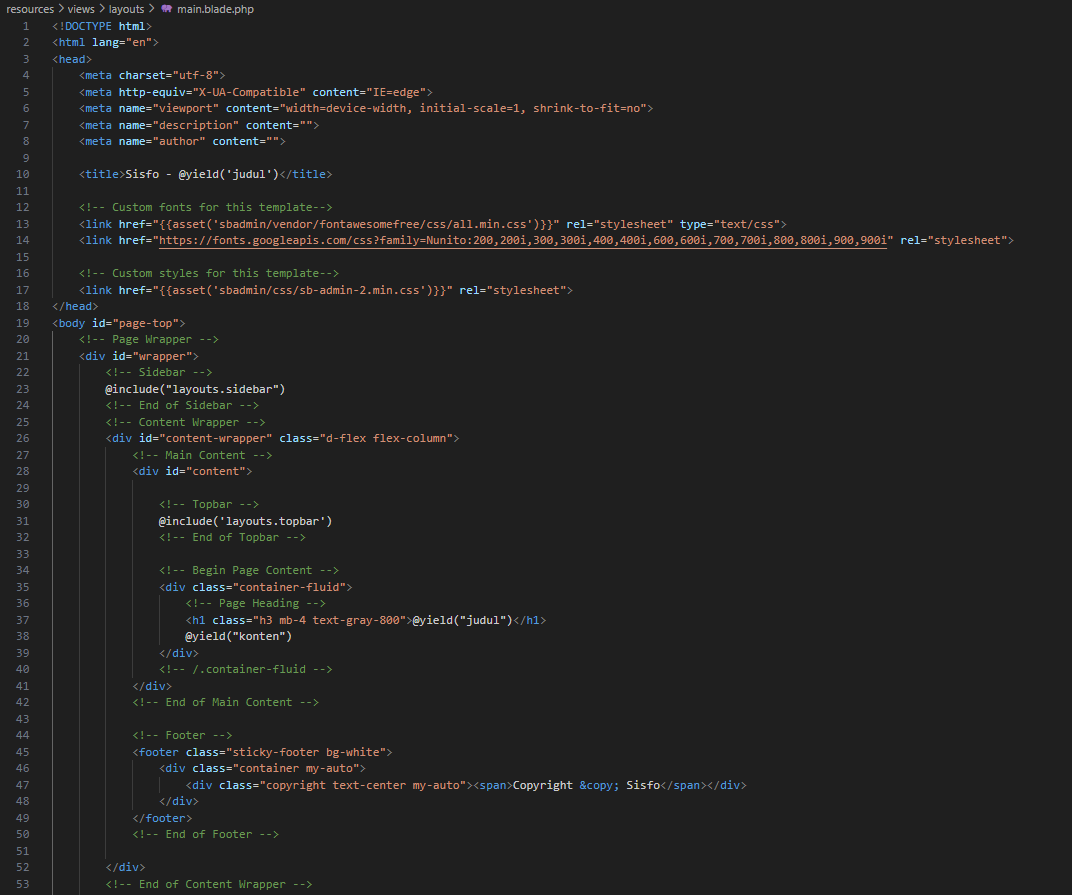 resources > views > layouts > main.blade.php
1 <!DOCTYPE html>
2 <html lang="en">
3 <head>
4 <meta charset="utf-8">
5 <meta http-equiv="X-UA-Compatible" content="IE=edge">
6 <meta name="viewport" content="width=device-width, initial-scale=1, shrink-to-fit=no">
7 <meta name="description" content="">
8 <meta name="author" content="">
9
10 <title>Sisfo - @yield('judul')</title>
11
12 <!-- Custom fonts for this template-->
13 <link href="{{asset('sbadmin/vendor/fontawesomefree/css/all.min.css')}}" rel="stylesheet" type="text/css">
14 <link href="https://fonts.googleapis.com/css?family=Nunito:200,200i,300,300i,400,400i,600,600i,700,700i,800,800i,900,900i" rel="stylesheet">
15
16 <!-- Custom styles for this template-->
17 <link href="{{asset('sbadmin/css/sb-admin-2.min.css')}}" rel="stylesheet">
18 </head>
19 <body id="page-top">
20 <!-- Page Wrapper -->
21 <div id="wrapper">
22 <!-- Sidebar -->
23 @include("layouts.sidebar")
24 <!-- End of Sidebar -->
25 <!-- Content Wrapper -->
26 <div id="content-wrapper" class="d-flex flex-column">
27 <!-- Main Content -->
28 <div id="content">
29
30 <!-- Topbar -->
31 @include('layouts.topbar')
32 <!-- End of Topbar -->
33
34 <!-- Begin Page Content -->
35 <div class="container-fluid">
36 <!-- Page Heading -->
37 <h1 class="h3 mb-4 text-gray-800">@yield("judul")</h1>
38 @yield("konten")
39 </div>
40 <!-- /.container-fluid -->
41 </div>
42 <!-- End of Main Content -->
43
44 <!-- Footer -->
45 <footer class="sticky-footer bg-white">
46 <div class="container my-auto">
47 <div class="copyright text-center my-auto"><span>Copyright &copy; Sisfo</span></div>
48 </div>
49 </footer>
50 <!-- End of Footer -->
51
52 </div>
53 <!-- End of Content Wrapper -->